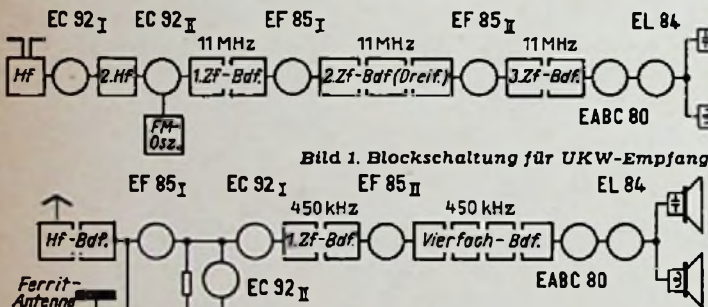 EC 92 I EC 92 II EF 85 I EF 85 II EL 84
11 MHz 11 MHz 11 MHz
Hf 2.Hf 1.Zf-Bdf. 2.Zf-Bdf.(Dreif.) 3.Zf-Bdf.
FM-Osz. EABC 80
Bild 1. Blockschaltung für UKW-Empfang
EF 85 I EC 92 I EF 85 II EL 84
450 kHz 450 kHz
Hf-Bdf. 1.Zf-Bdf. Vierfach-Bdf.
EABC 80
Ferrit-
Antenne EC 92 II